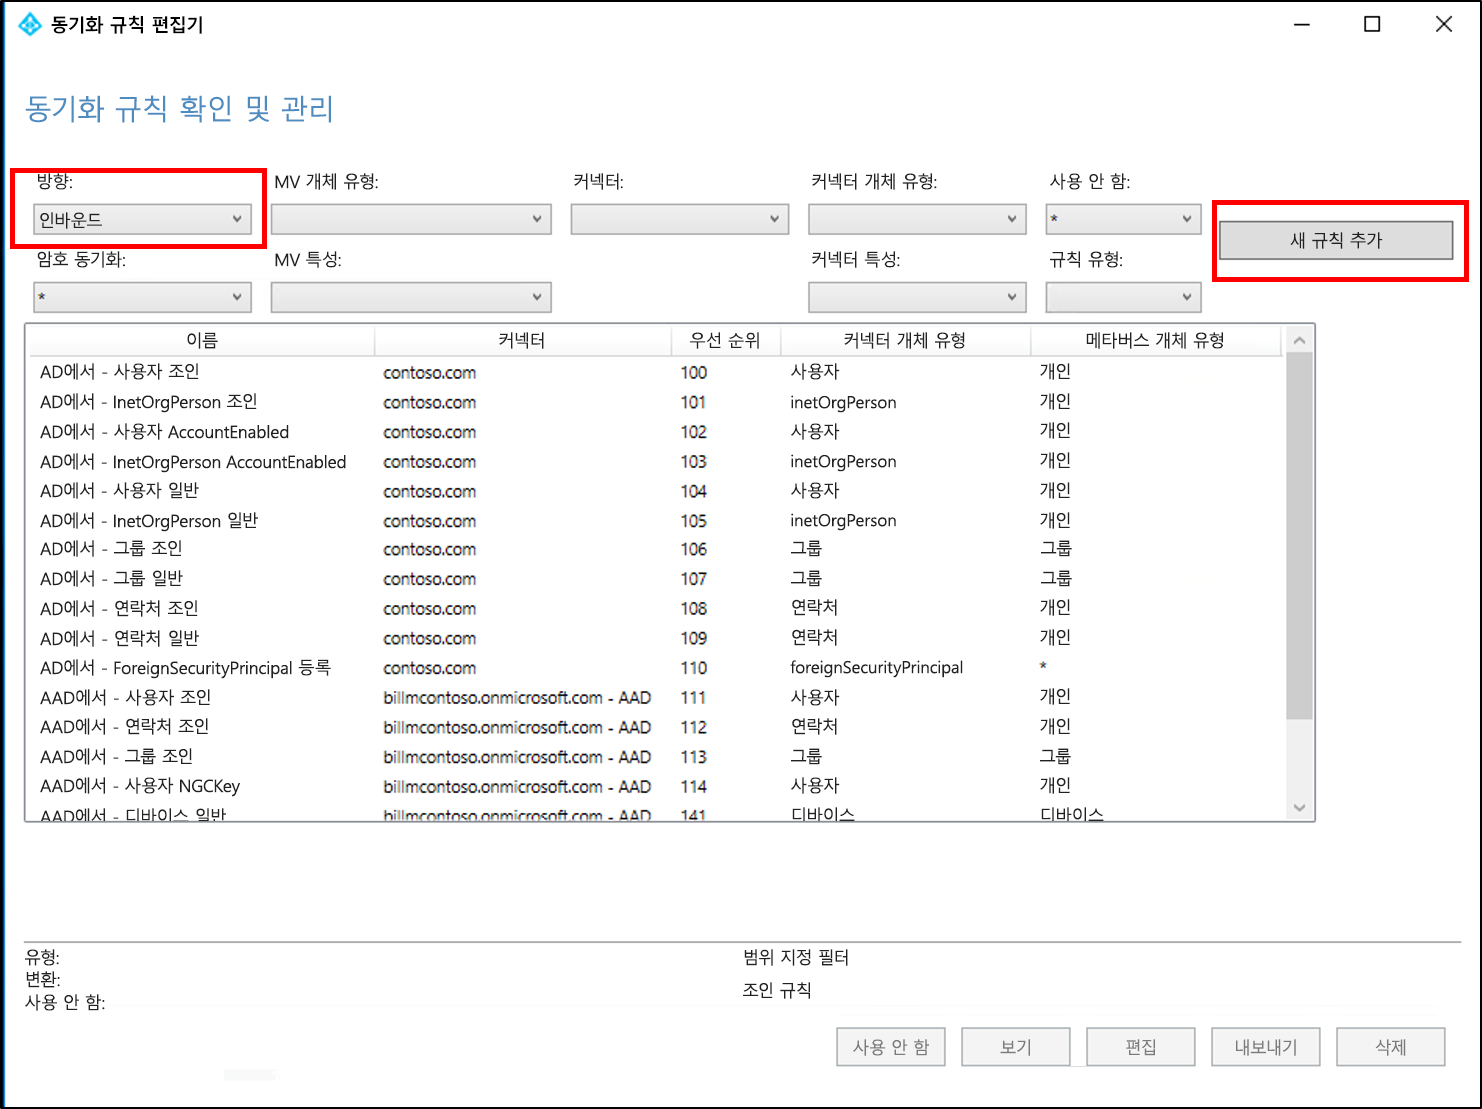 동기화 규칙 편집기
동기화 규칙 확인 및 관리
방향: MV 개체 유형: 커넥터: 커넥터 개체 유형: 사용 안 함:
인바운드 *
새 규칙 추가
암호 동기화: MV 특성: 커넥터 특성: 규칙 유형:
*
이름 커넥터 우선 순위 커넥터 개체 유형 메타버스 개체 유형
AD에서 - 사용자 조인 contoso.com 100 사용자 개인
AD에서 - InetOrgPerson 조인 contoso.com 101 inetOrgPerson 개인
AD에서 - 사용자 AccountEnabled contoso.com 102 사용자 개인
AD에서 - InetOrgPerson AccountEnabled contoso.com 103 inetOrgPerson 개인
AD에서 - 사용자 일반 contoso.com 104 사용자 개인
AD에서 - InetOrgPerson 일반 contoso.com 105 inetOrgPerson 개인
AD에서 - 그룹 조인 contoso.com 106 그룹 그룹
AD에서 - 그룹 일반 contoso.com 107 그룹 그룹
AD에서 - 연락처 조인 contoso.com 108 연락처 개인
AD에서 - 연락처 일반 contoso.com 109 연락처 개인
AD에서 - ForeignSecurityPrincipal 등록 contoso.com 110 foreignSecurityPrincipal *
AAD에서 - 사용자 조인 billmcontoso.onmicrosoft.com - AAD 111 사용자 개인
AAD에서 - 연락처 조인 billmcontoso.onmicrosoft.com - AAD 112 연락처 개인
AAD에서 - 그룹 조인 billmcontoso.onmicrosoft.com - AAD 113 그룹 그룹
AAD에서 - 사용자 NGCKey billmcontoso.onmicrosoft.com - AAD 114 사용자 개인
AAD에서 - 디바이스 일반 billmcontoso.onmicrosoft.com - AAD 141 디바이스 디바이스
유형: 범위 지정 필터
변환:
조인 규칙
사용 안 함:
사용 안 함 보기 편집 내보내기 삭제